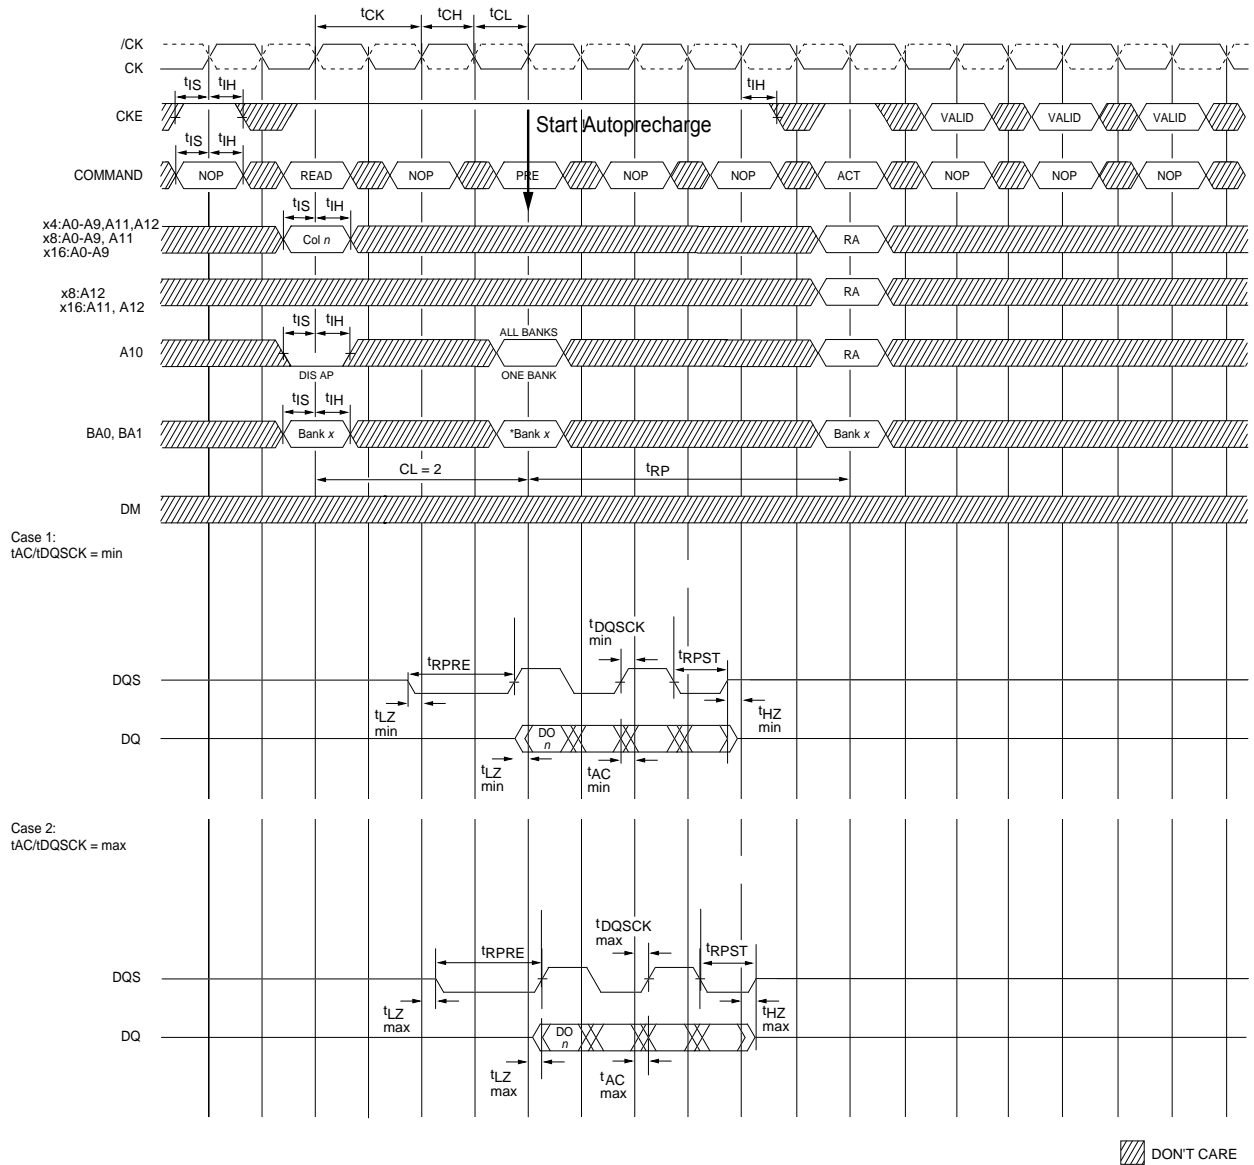 tCK tCH tCL
/CK
CK
tIS tIH tIH
CKE VALID VALID VALID
Start Autoprecharge
tIS tIH
COMMAND NOP READ NOP PRE NOP NOP ACT NOP NOP NOP
tIS tIH
x4:A0-A9,A11,A12
x8:A0-A9, A11
x16:A0-A9
Col n RA
x8:A12
x16:A11, A12
RA
tIS tIH ALL BANKS
A10 RA
DIS AP ONE BANK
tIS tIH
BA0, BA1 Bank x *Bank x Bank x
CL = 2 tRP
DM
Case 1:
tAC/tDQSCK = min
tDQSCK
min
tRPRE tRPST
DQS
tLZ
min
tHZ
min
DQ DO
n
tLZ
min
tAC
min
Case 2:
tAC/tDQSCK = max
tDQSCK
max
tRPRE tRPST
DQS
tLZ
max
tHZ
max
DQ DO
n
tLZ
max
tAC
max
DON'T CARE